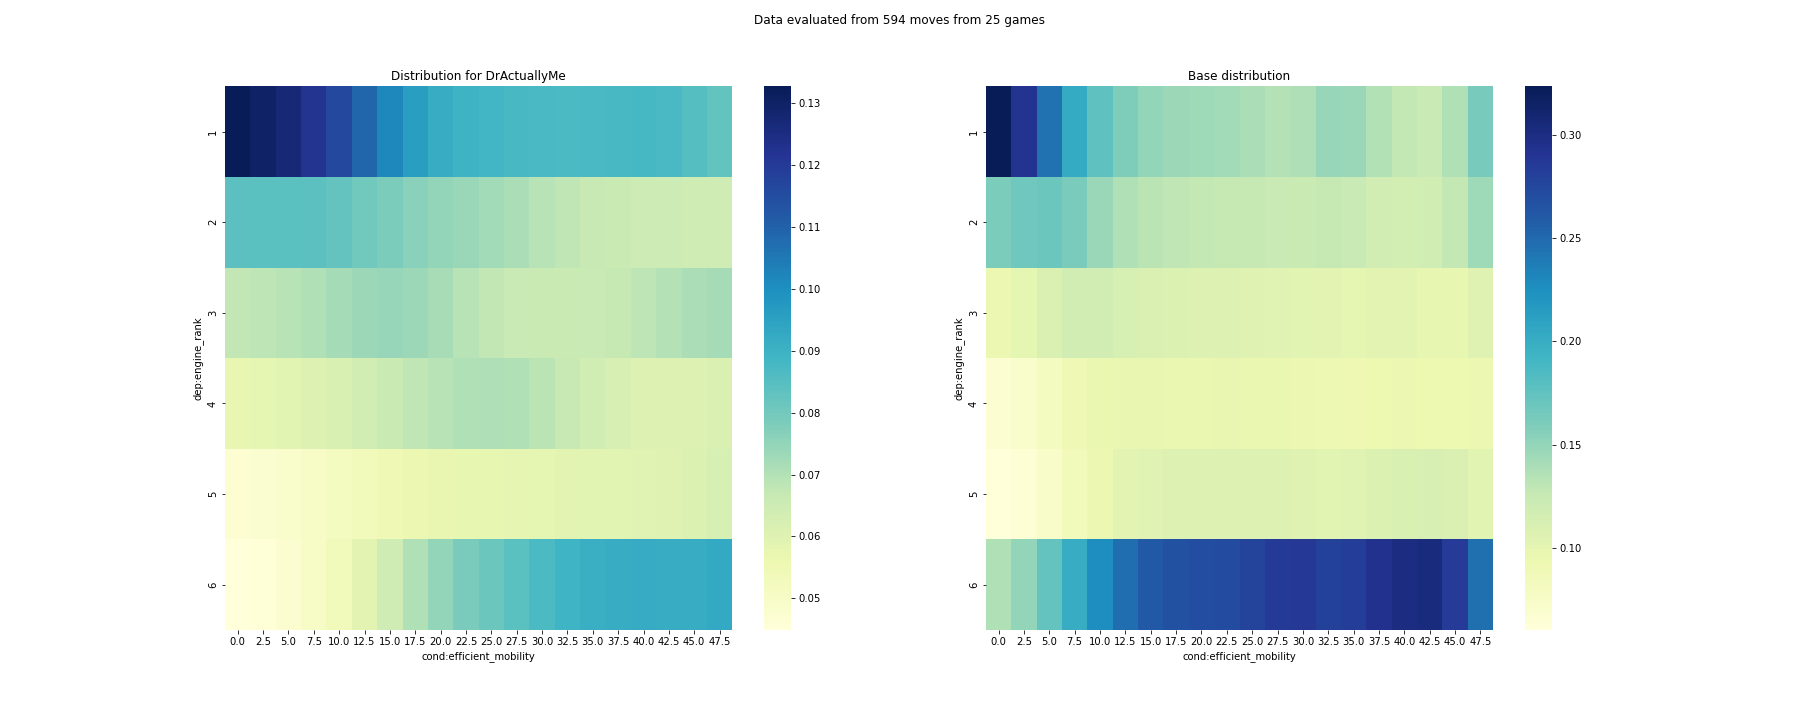 Data evaluated from 594 moves from 25 games
Distribution for DrActuallyMe
dep:engine_rank
1
2
3
4
5
6
0.0 2.5 5.0 7.5 10.0 12.5 15.0 17.5 20.0 22.5 25.0 27.5 30.0 32.5 35.0 37.5 40.0 42.5 45.0 47.5
cond:efficient_mobility
0.13
0.12
0.11
0.10
0.09
0.08
0.07
0.06
0.05
Base distribution
dep:engine_rank
1
2
3
4
5
6
0.0 2.5 5.0 7.5 10.0 12.5 15.0 17.5 20.0 22.5 25.0 27.5 30.0 32.5 35.0 37.5 40.0 42.5 45.0 47.5
cond:efficient_mobility
0.30
0.25
0.20
0.15
0.10